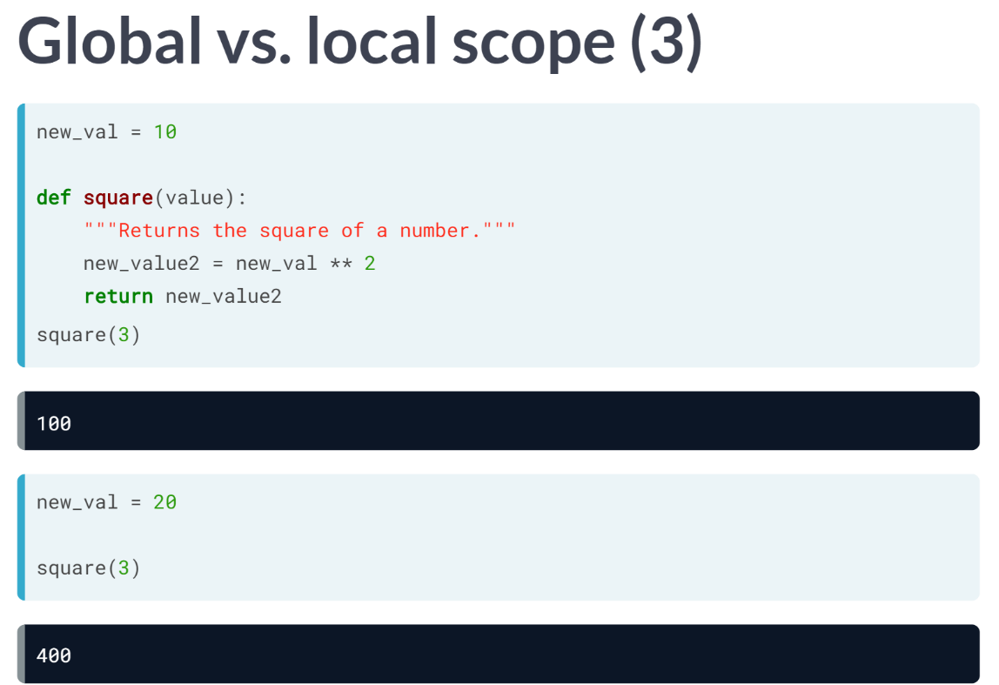 Global vs. local scope (3)
new_val = 10
def square(value):
    """Returns the square of a number."""
    new_value2 = new_val ** 2
    return new_value2
square(3)
100
new_val = 20
square(3)
400